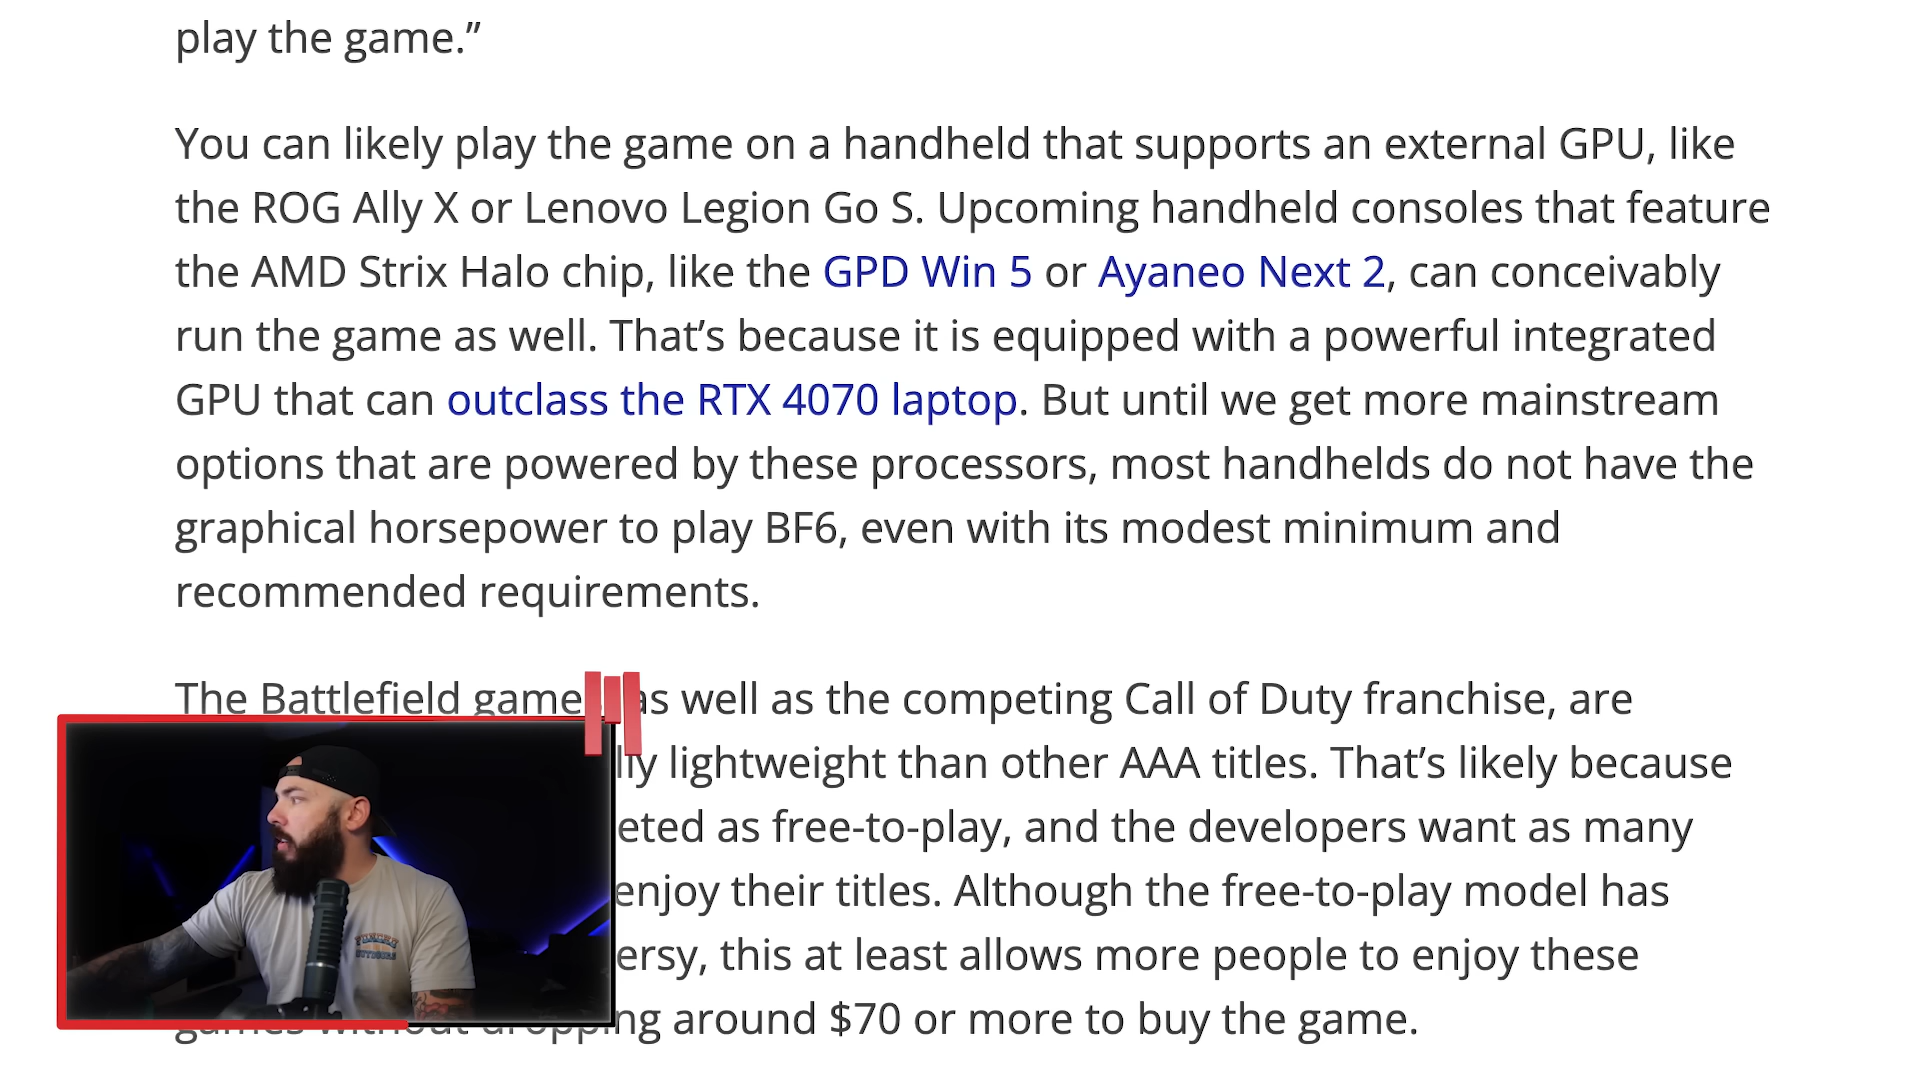 play the game.”
You can likely play the game on a handheld that supports an external GPU, like
the ROG Ally X or Lenovo Legion Go S. Upcoming handheld consoles that feature
the AMD Strix Halo chip, like the GPD Win 5 or Ayaneo Next 2, can conceivably
run the game as well. That’s because it is equipped with a powerful integrated
GPU that can outclass the RTX 4070 laptop. But until we get more mainstream
options that are powered by these processors, most handhelds do not have the
graphical horsepower to play BF6, even with its modest minimum and
recommended requirements.
The Battlefield game as well as the competing Call of Duty franchise, are
lly lightweight than other AAA titles. That’s likely because
eted as free-to-play, and the developers want as many
enjoy their titles. Although the free-to-play model has
ersy, this at least allows more people to enjoy these
games without dropping around $70 or more to buy the game.